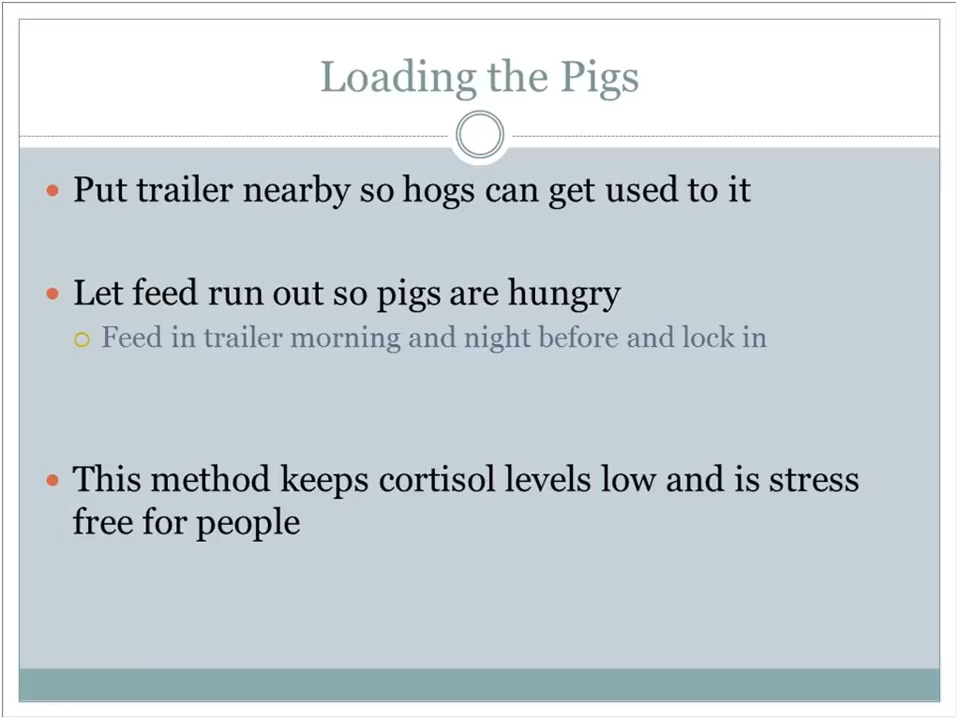 Loading the Pigs
Put trailer nearby so hogs can get used to it
Let feed run out so pigs are hungry
Feed in trailer morning and night before and lock in
This method keeps cortisol levels low and is stress
free for people